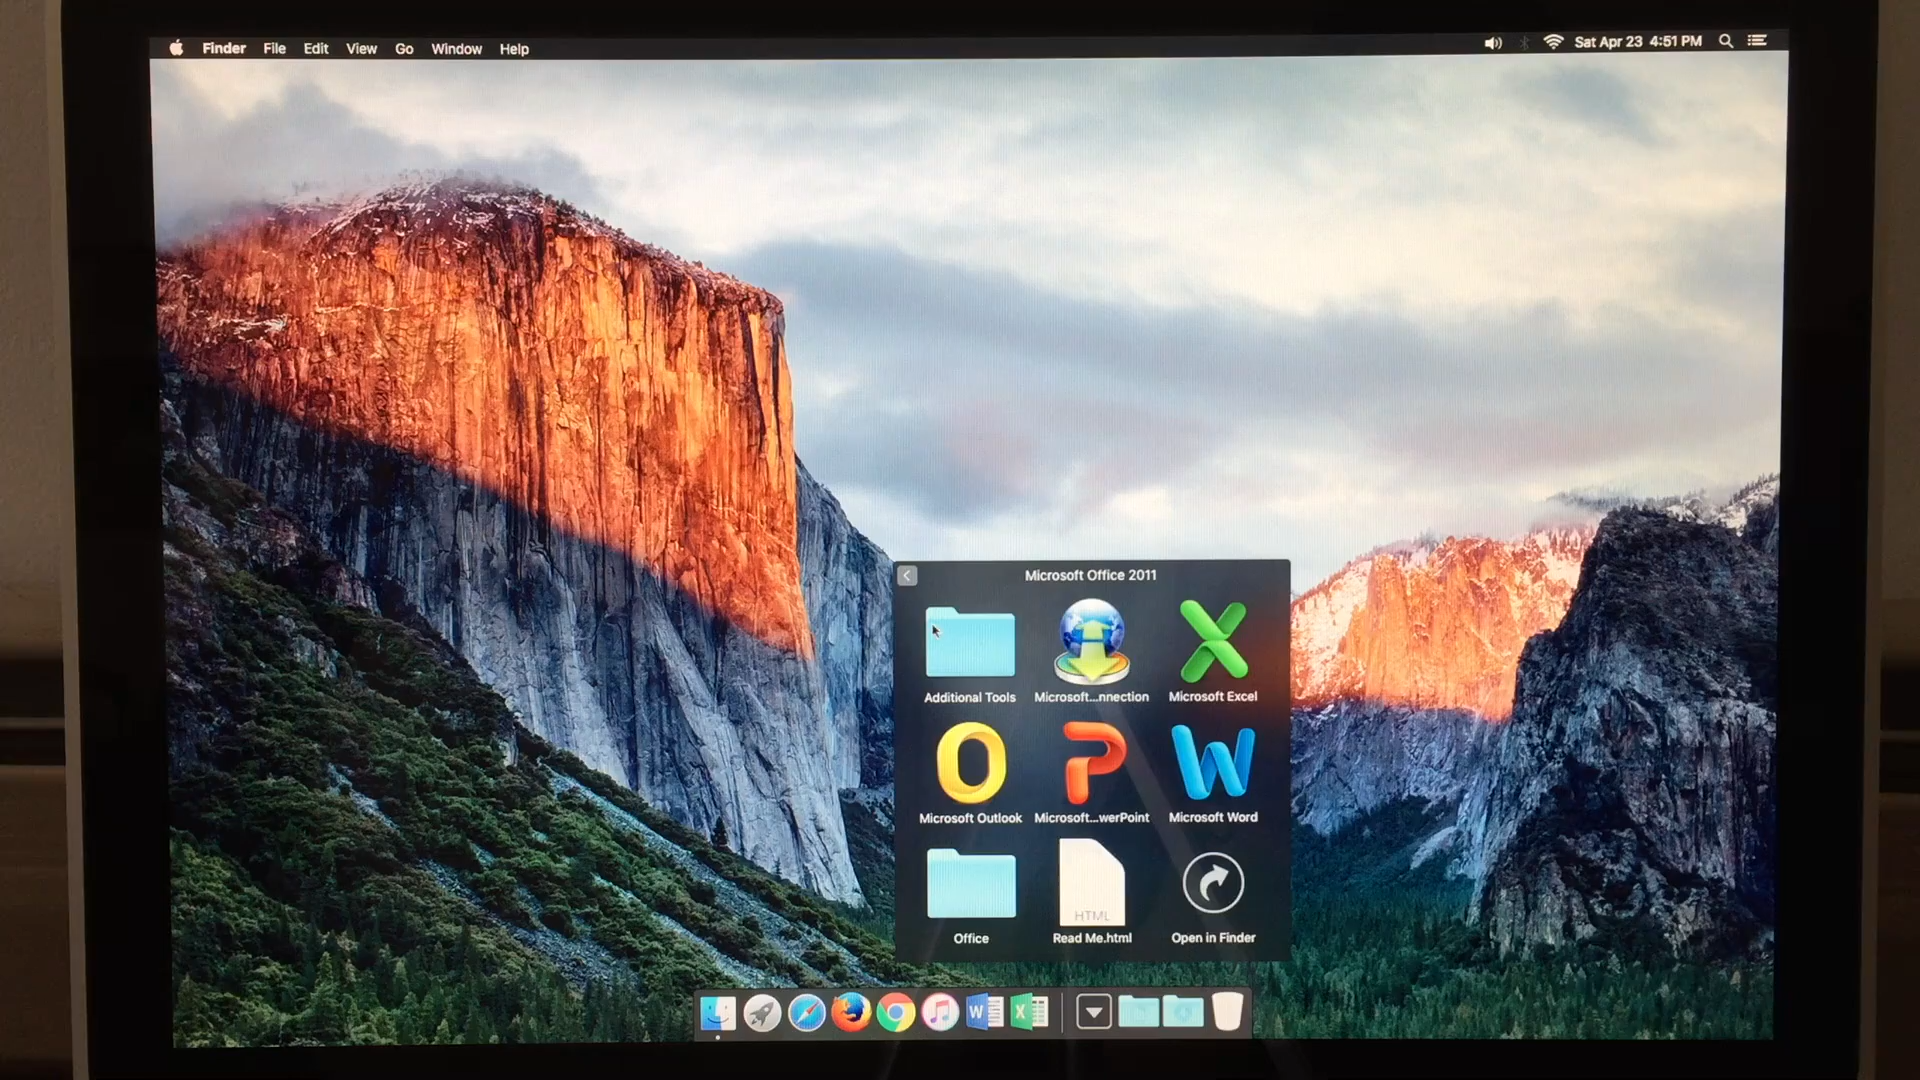 Finder File Edit View Go Window Help Sat Apr 23 4:51 PM
Microsoft Office 2011
Additional Tools Microsoft...nnection Microsoft Excel
Microsoft Outlook Microsoft...werPoint Microsoft Word
HTML
Office Read Me.html Open in Finder
W X